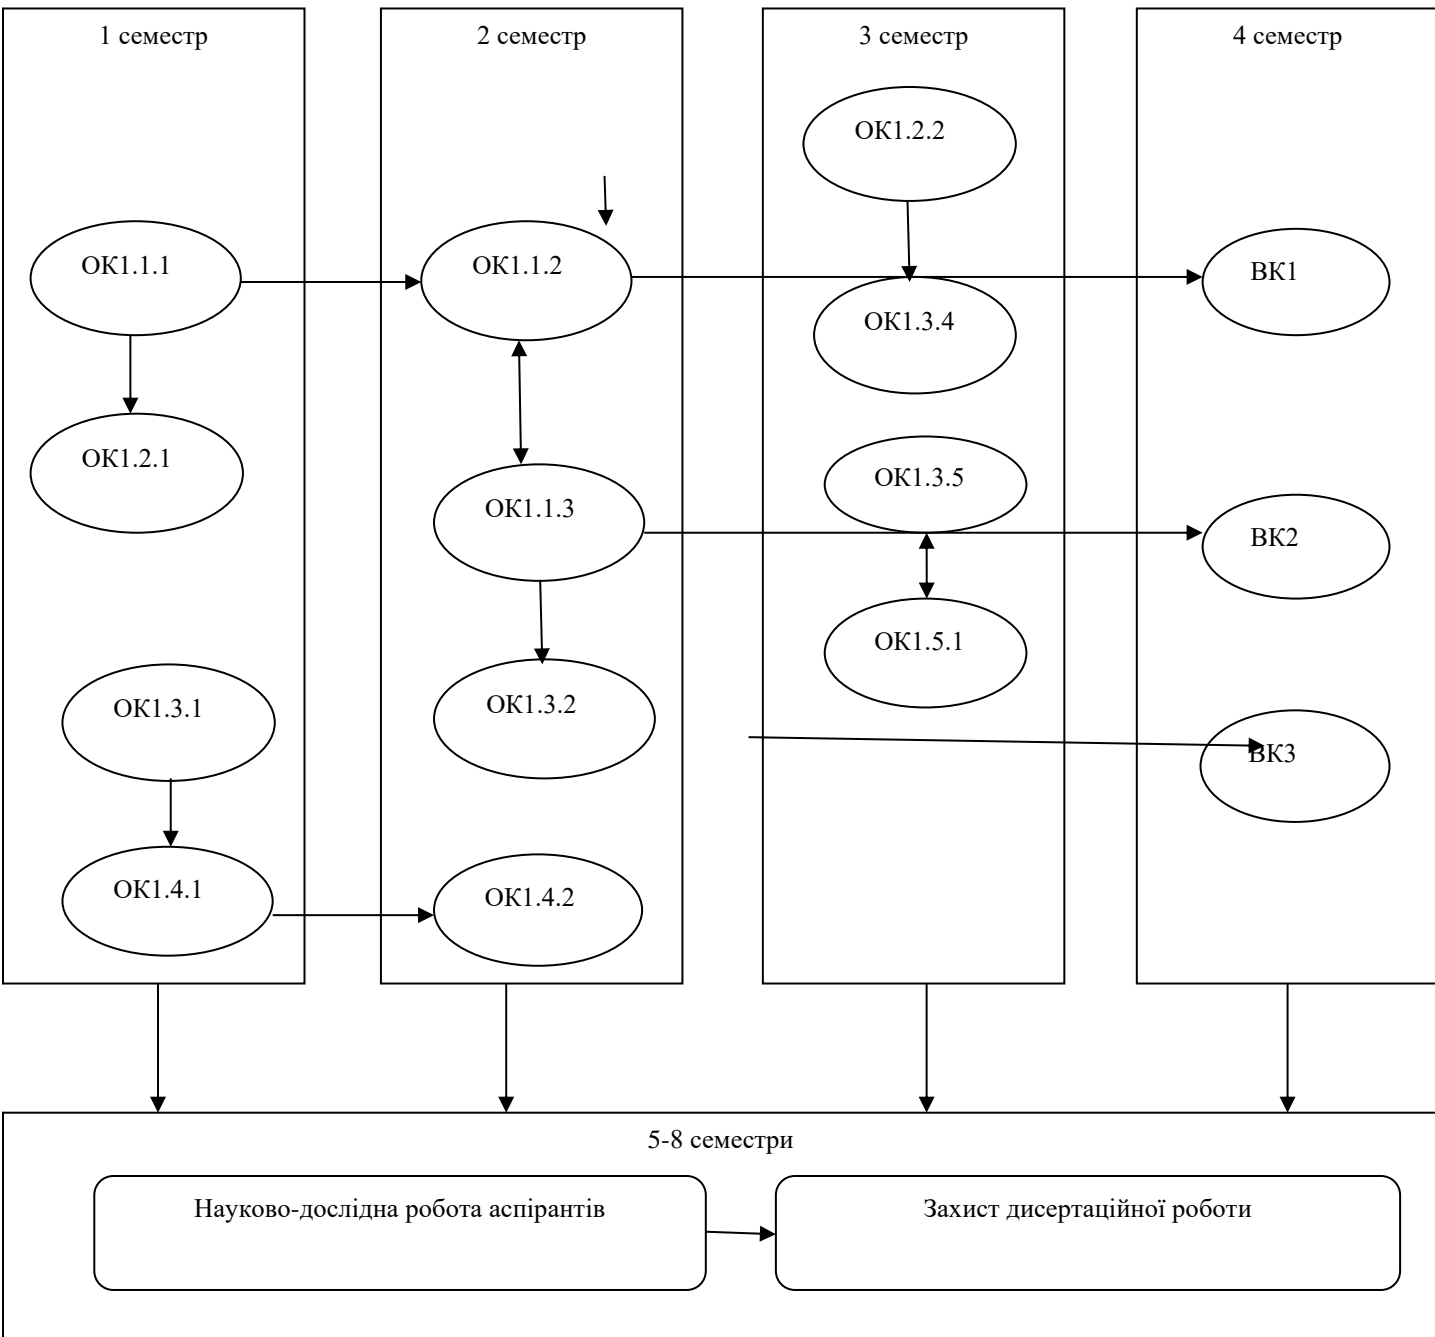 1 семестр
2 семестр
3 семестр
4 семестр
ОК1.2.2
ОК1.1.1
ОК1.1.2
ВК1
ОК1.3.4
ОК1.2.1
ОК1.3.5
ОК1.1.3
ВК2
ОК1.5.1
ОК1.3.1
ОК1.3.2
ВК3
ОК1.4.1
ОК1.4.2
5-8 семестри
Науково-дослідна робота аспірантів
Захист дисертаційної роботи